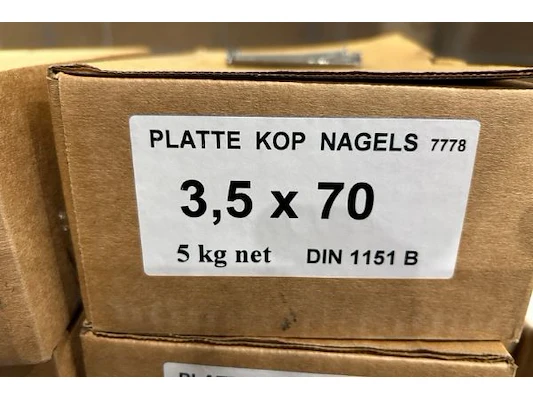 PLATTE KOP NAGELS 7778
3,5 x 70
5 kg net DIN 1151 B